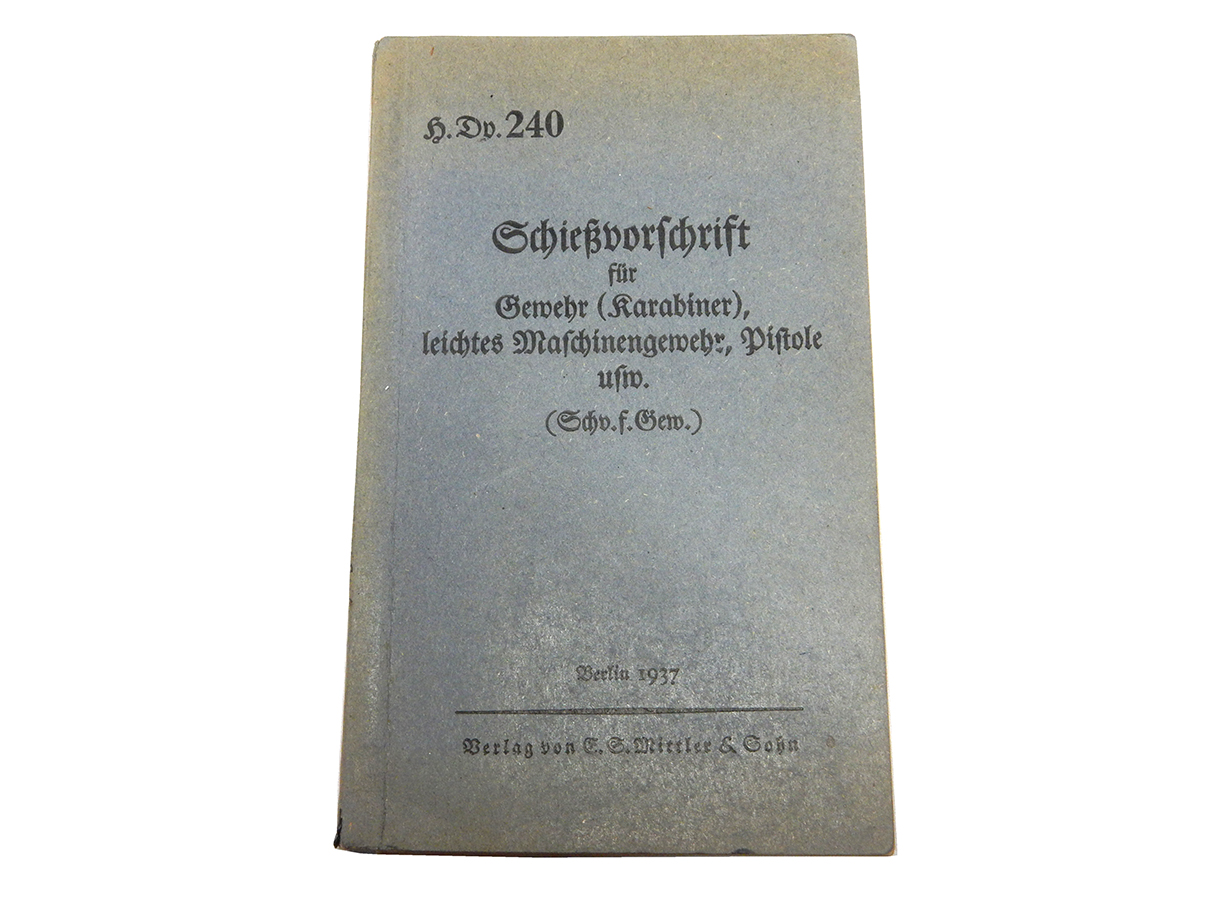 H. Dv. 240
Schießvorſchrift
für
Gewehr (Karabiner),
leichtes Maſchinengewehr, Piſtole
uſw.
(Schv. f. Gew.)
Berlin 1937
Verlag von E. S. Mittler & Sohn